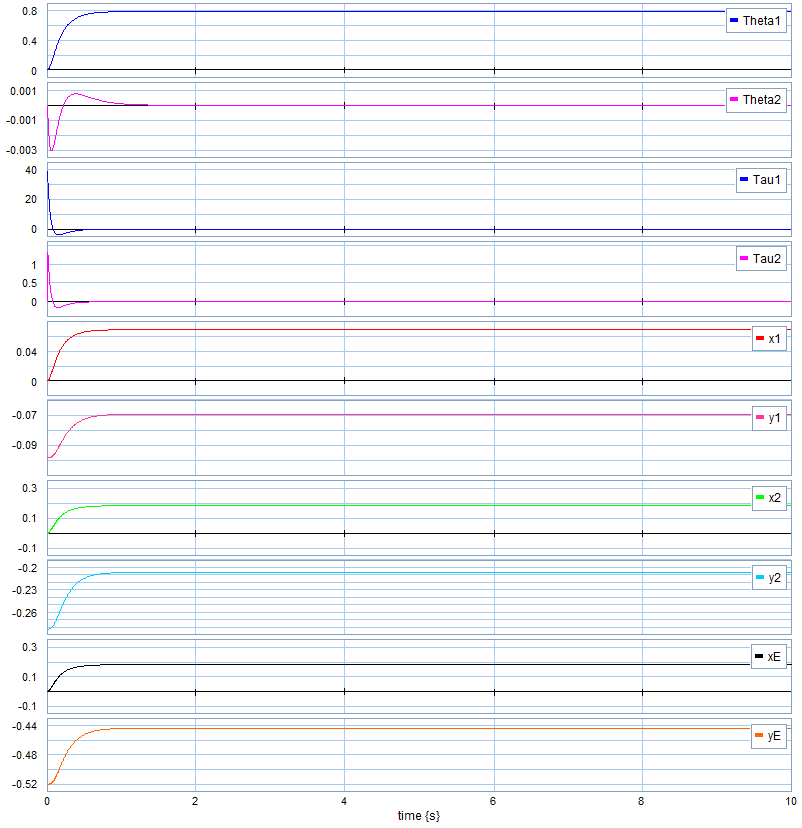 0.8
Theta1
0.4
0
0.001
Theta2
-0.001
-0.003
40
Tau1
20
0
Tau2
1
0.5
0
x1
0.04
0
-0.07
y1
-0.09
0.3
x2
0.1
-0.1
-0.2
y2
-0.23
-0.26
0.3
xE
0.1
-0.1
-0.44
yE
-0.48
-0.52
0 2 4 6 8 10
time {s}